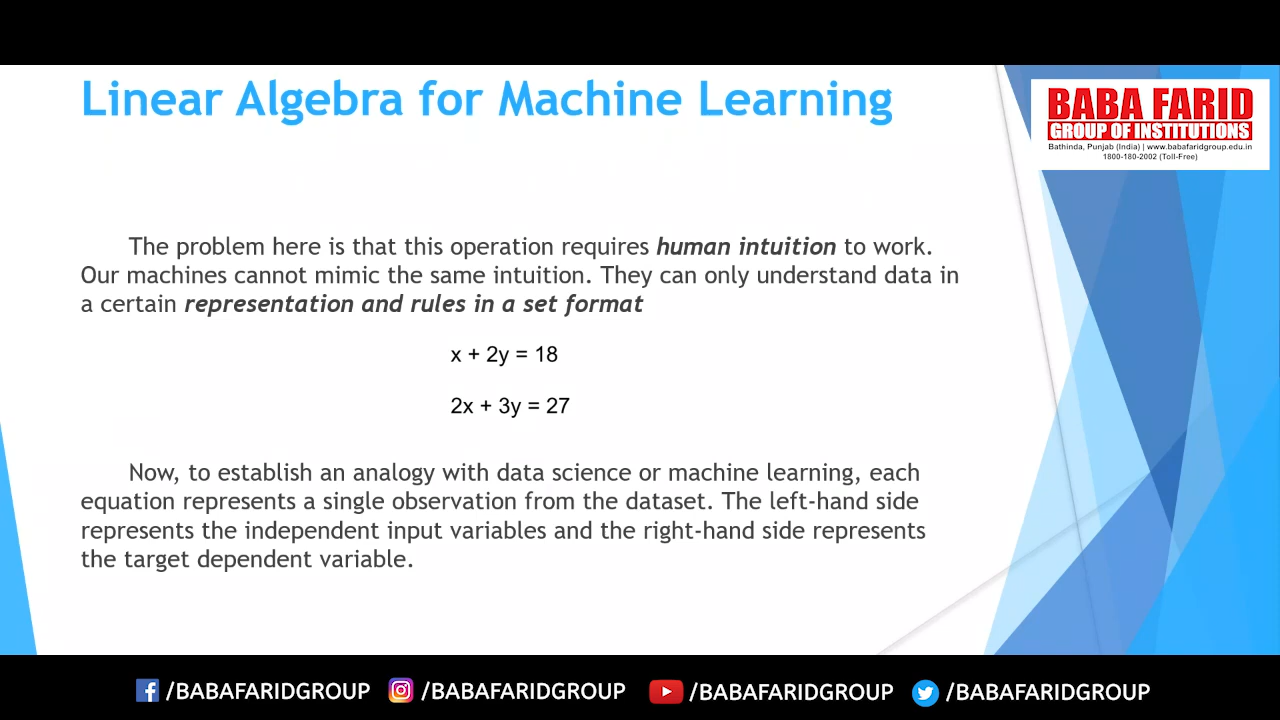 Linear Algebra for Machine Learning
BABA FARID
GROUP OF INSTITUTIONS
Bathinda, Punjab (India) | www.babafaridgroup.edu.in
1800-180-2002 (Toll-Free)
The problem here is that this operation requires human intuition to work.
Our machines cannot mimic the same intuition. They can only understand data in
a certain representation and rules in a set format
x + 2y = 18
2x + 3y = 27
Now, to establish an analogy with data science or machine learning, each
equation represents a single observation from the dataset. The left-hand side
represents the independent input variables and the right-hand side represents
the target dependent variable.
/BABAFARIDGROUP /BABAFARIDGROUP /BABAFARIDGROUP /BABAFARIDGROUP